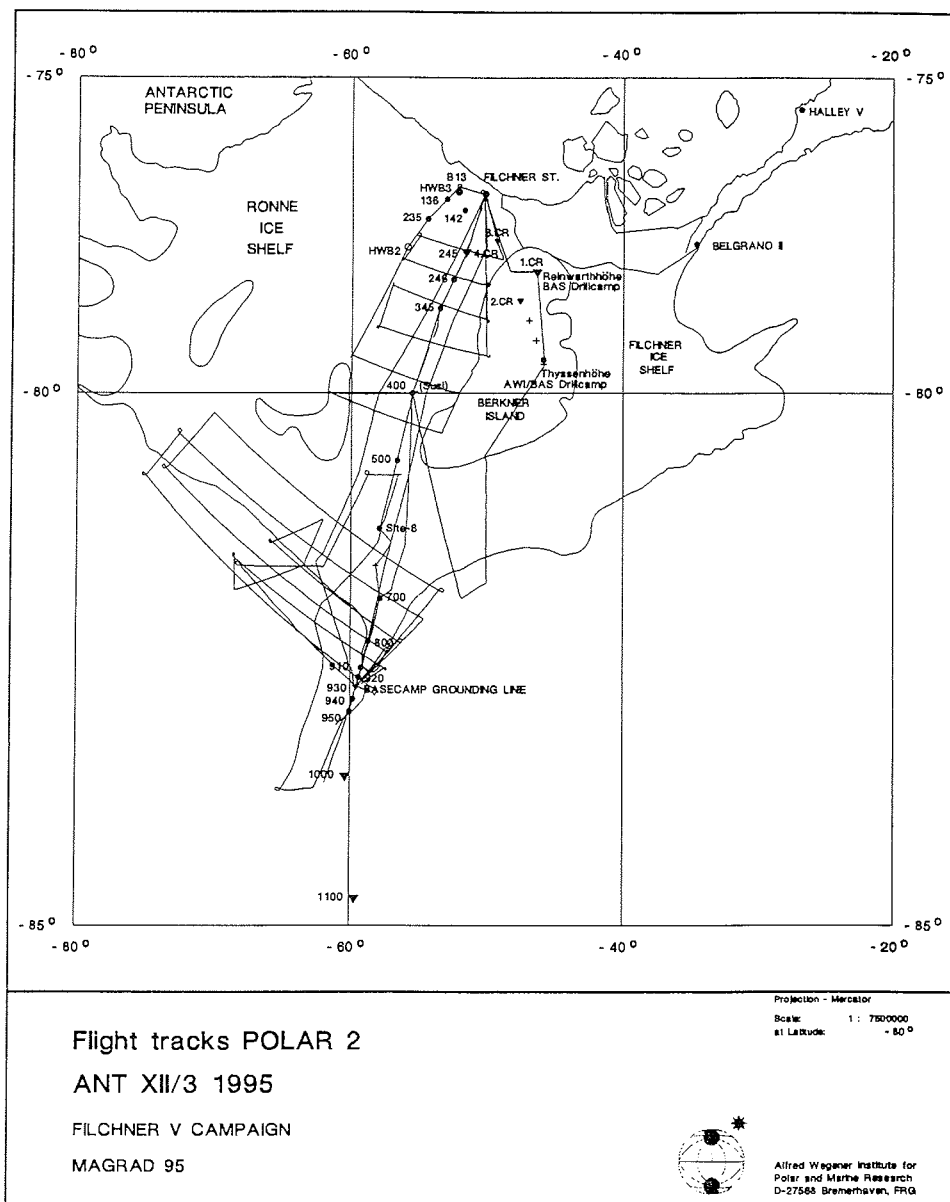 - 80 °
- 60 °
- 40 °
- 20 °
- 75 °
- 75 °
ANTARCTIC
PENINSULA
HALLEY V
B13
FILCHNER ST.
HWB3
136
RONNE
ICE
SHELF
235
142
3.CR
HWB2
245
4.CR
BELGRANO II
1.CR
Reinwarthhöhe
BAS Drillcamp
246
2.CR
345
FILCHNER
ICE
SHELF
Thyssenhöhe
AWI/BAS Drillcamp
400 (Susi)
- 80 °
- 80 °
BERKNER
ISLAND
500
Site-6
700
800
910
920
930
BASECAMP GROUNDING LINE
940
950
1000
1100
- 85 °
- 85 °
- 80 °
- 60 °
- 40 °
- 20 °
Projection - Mercator
Scale: 1 : 7500000
at Latitude: - 80 °
Flight tracks POLAR 2
ANT XII/3 1995
FILCHNER V CAMPAIGN
MAGRAD 95
Alfred Wegener Institute for
Polar and Marine Research
D-27568 Bremerhaven, FRG